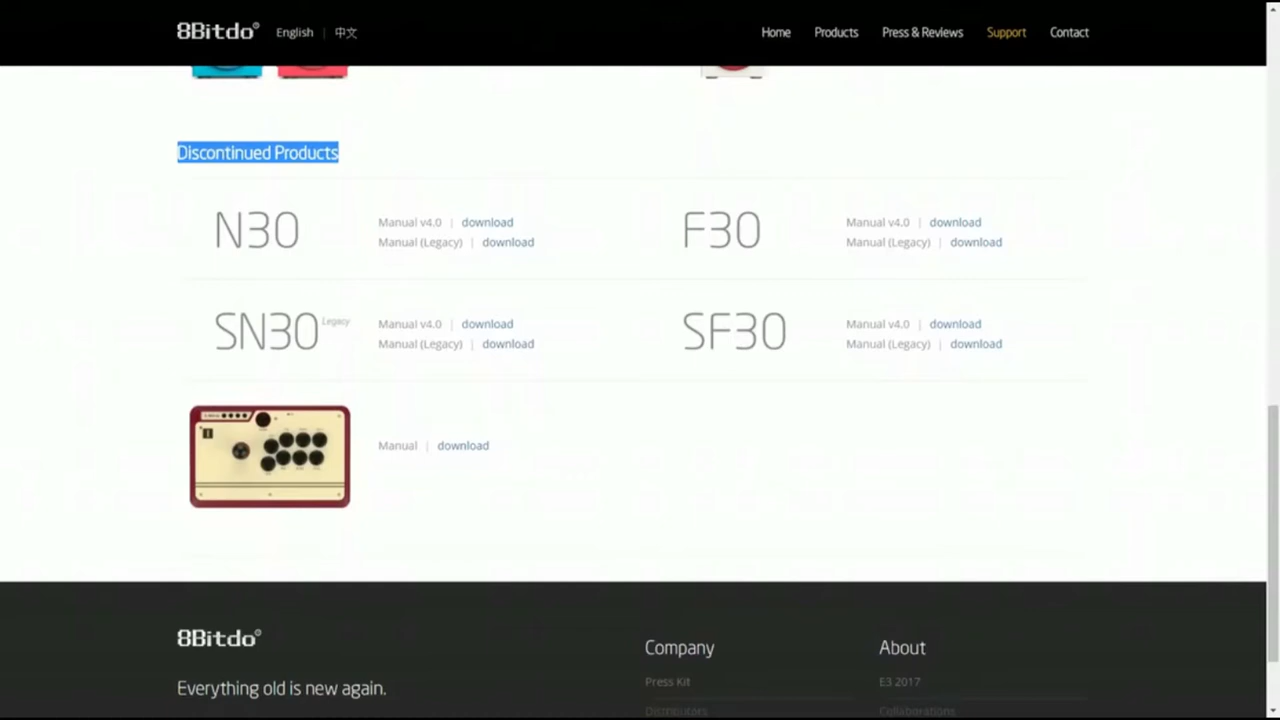 8Bitdo English | 中文 Home Products Press & Reviews Support Contact
Discontinued Products
N30
Manual v4.0 | download
Manual (Legacy) | download
F30
Manual v4.0 | download
Manual (Legacy) | download
SN30 Legacy
Manual v4.0 | download
Manual (Legacy) | download
SF30
Manual v4.0 | download
Manual (Legacy) | download
Manual | download
8Bitdo
Everything old is new again.
Company
Press Kit
Distributors
About
E3 2017
Collaborations